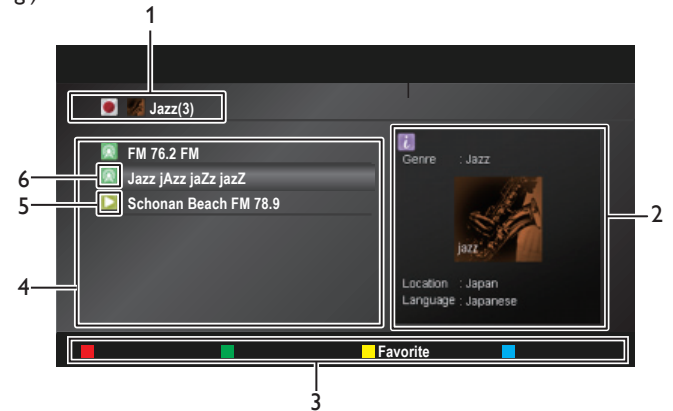 g)
1
Jazz(3)
i
FM 76.2 FM
Genre : Jazz
6
Jazz jAzz jaZz jazZ
5
Schonan Beach FM 78.9
2
jazz
4
Location : Japan
Language : Japanese
Favorite
3